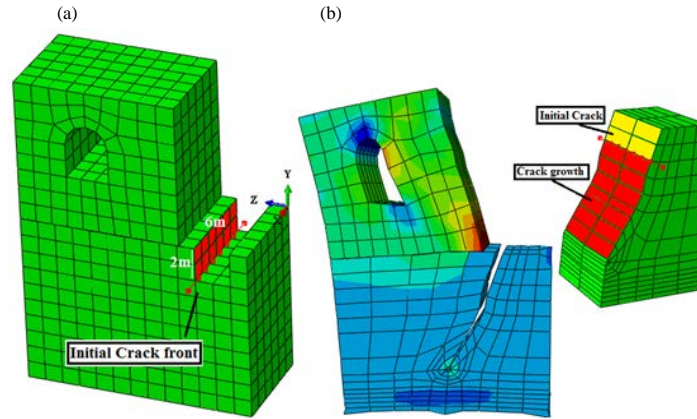 (a)
(b)
Initial Crack
Crack growth
Y
Z
6m
2m
Initial Crack front